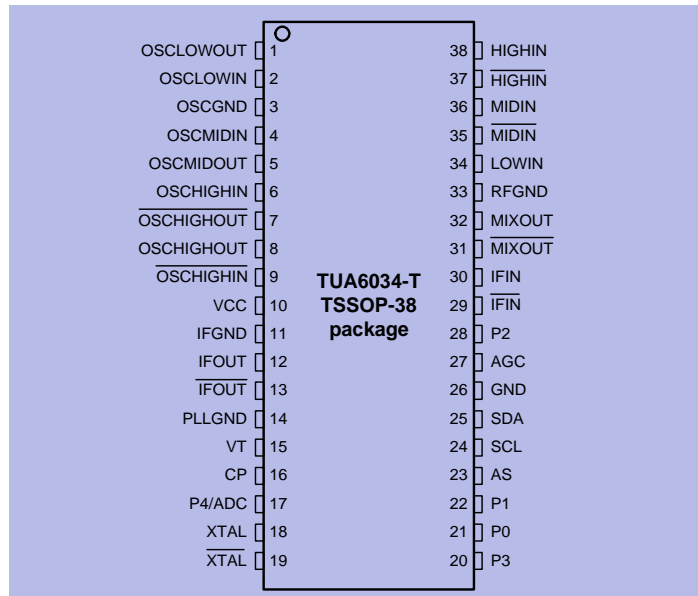 OSCLOWOUT 1 38 HIGHIN
OSCLOWIN 2 37 HIGHIN
OSCGND 3 36 MIDIN
OSCMIDIN 4 35 MIDIN
OSCMIDOUT 5 34 LOWIN
OSCHIGHIN 6 33 RFGND
OSCHIGHOUT 7 32 MIXOUT
OSCHIGHOUT 8 31 MIXOUT
OSCHIGHIN 9 30 IFIN
TUA6034-T
TSSOP-38
package
VCC 10 29 IFIN
IFGND 11 28 P2
IFOUT 12 27 AGC
IFOUT 13 26 GND
PLLGND 14 25 SDA
VT 15 24 SCL
CP 16 23 AS
P4/ADC 17 22 P1
XTAL 18 21 P0
XTAL 19 20 P3